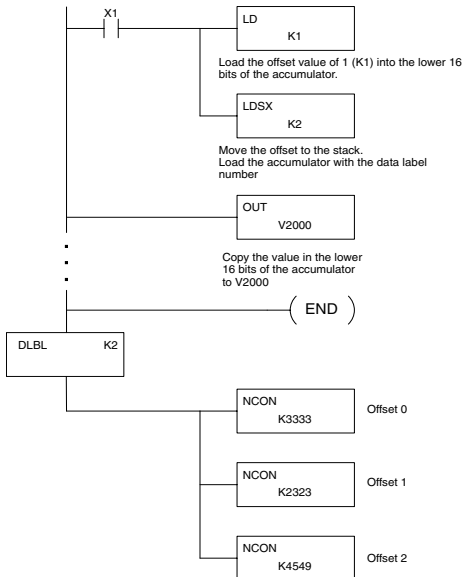 X1
LD
K1
Load the offset value of 1 (K1) into the lower 16
bits of the accumulator.
LDSX
K2
Move the offset to the stack.
Load the accumulator with the data label
number
OUT
V2000
Copy the value in the lower
16 bits of the accumulator
to V2000
END
DLBL K2
NCON
K3333
Offset 0
NCON
K2323
Offset 1
NCON
K4549
Offset 2